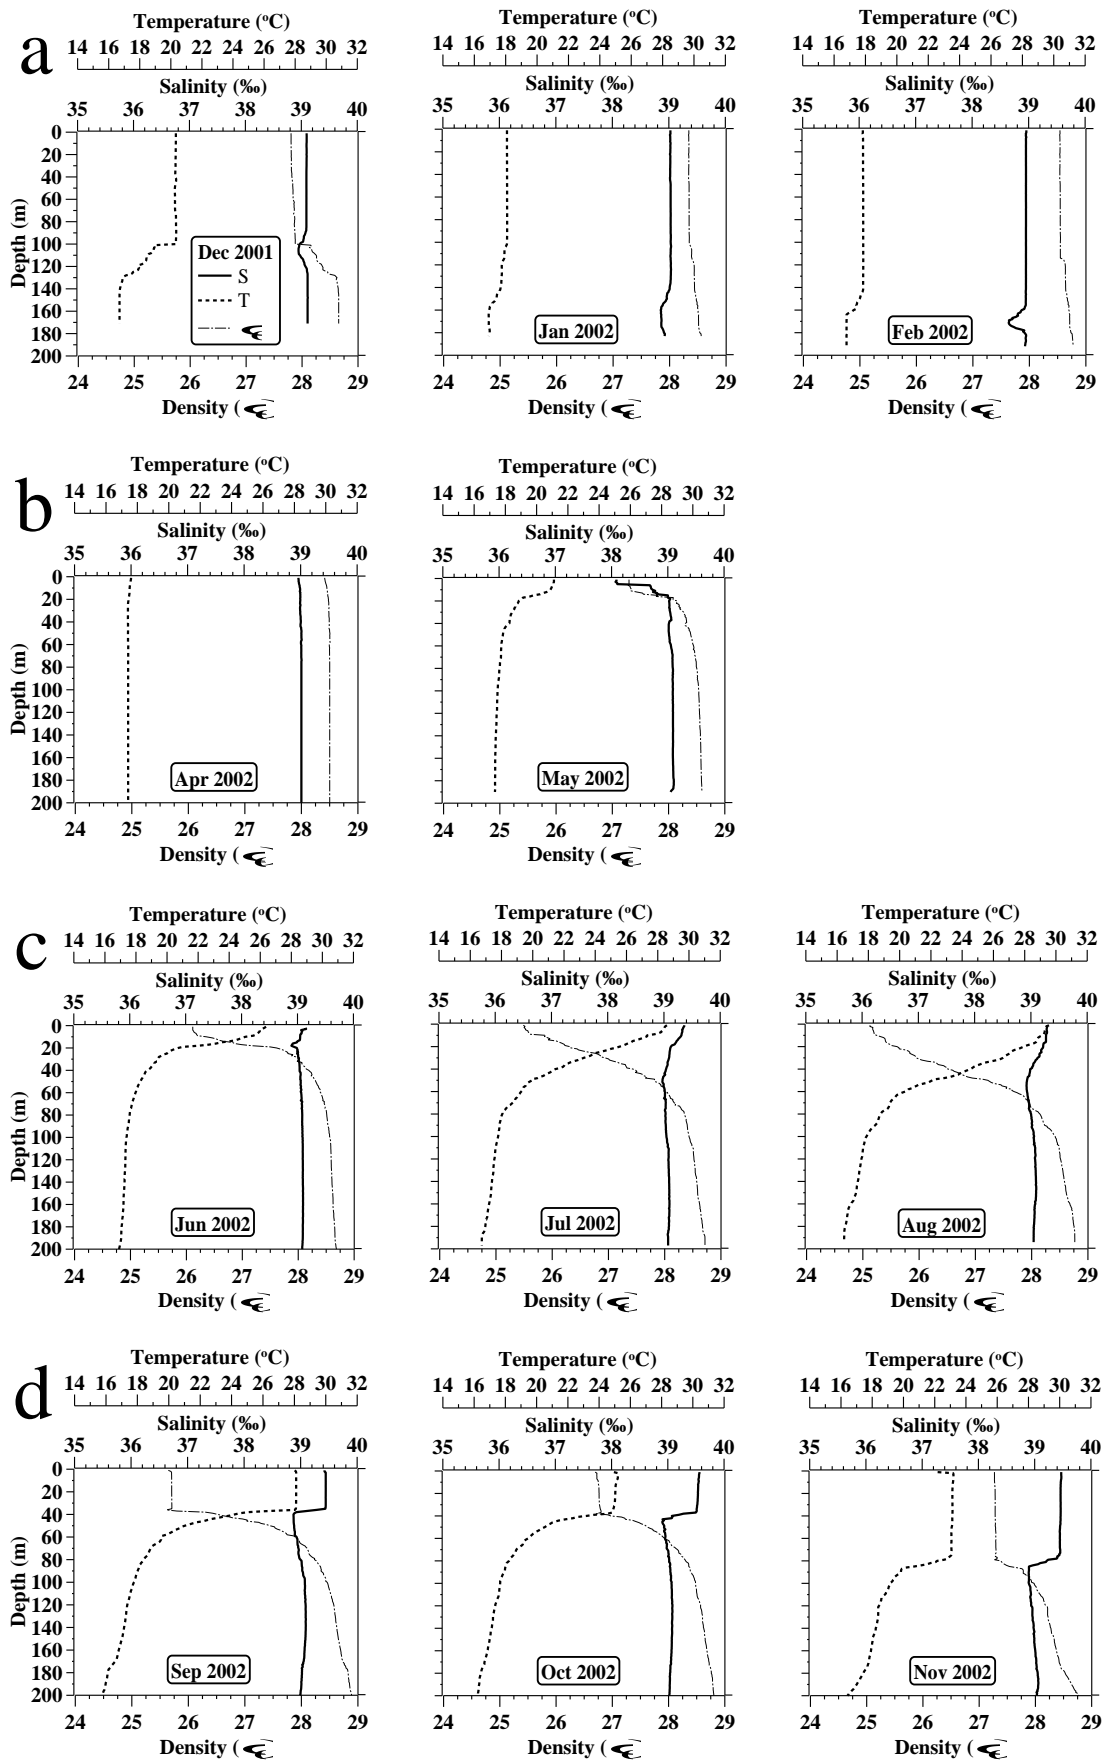 a
Temperature (°C)
14 16 18 20 22 24 26 28 30 32
Salinity (‰)
35 36 37 38 39 40
Depth (m)
0
20
40
60
80
100
120
140
160
180
200
Dec 2001
S
T
24 25 26 27 28 29
Density (
Temperature (°C)
14 16 18 20 22 24 26 28 30 32
Salinity (‰)
35 36 37 38 39 40
Jan 2002
24 25 26 27 28 29
Density (
Temperature (°C)
14 16 18 20 22 24 26 28 30 32
Salinity (‰)
35 36 37 38 39 40
Feb 2002
24 25 26 27 28 29
Density (
b
Temperature (°C)
14 16 18 20 22 24 26 28 30 32
Salinity (‰)
35 36 37 38 39 40
Depth (m)
0
20
40
60
80
100
120
140
160
180
200
Apr 2002
24 25 26 27 28 29
Density (
Temperature (°C)
14 16 18 20 22 24 26 28 30 32
Salinity (‰)
35 36 37 38 39 40
May 2002
24 25 26 27 28 29
Density (
c
Temperature (°C)
14 16 18 20 22 24 26 28 30 32
Salinity (‰)
35 36 37 38 39 40
Depth (m)
0
20
40
60
80
100
120
140
160
180
200
Jun 2002
24 25 26 27 28 29
Density (
Temperature (°C)
14 16 18 20 22 24 26 28 30 32
Salinity (‰)
35 36 37 38 39 40
Jul 2002
24 25 26 27 28 29
Density (
Temperature (°C)
14 16 18 20 22 24 26 28 30 32
Salinity (‰)
35 36 37 38 39 40
Aug 2002
24 25 26 27 28 29
Density (
d
Temperature (°C)
14 16 18 20 22 24 26 28 30 32
Salinity (‰)
35 36 37 38 39 40
Depth (m)
0
20
40
60
80
100
120
140
160
180
200
Sep 2002
24 25 26 27 28 29
Density (
Temperature (°C)
14 16 18 20 22 24 26 28 30 32
Salinity (‰)
35 36 37 38 39 40
Oct 2002
24 25 26 27 28 29
Density (
Temperature (°C)
14 16 18 20 22 24 26 28 30 32
Salinity (‰)
35 36 37 38 39 40
Nov 2002
24 25 26 27 28 29
Density (